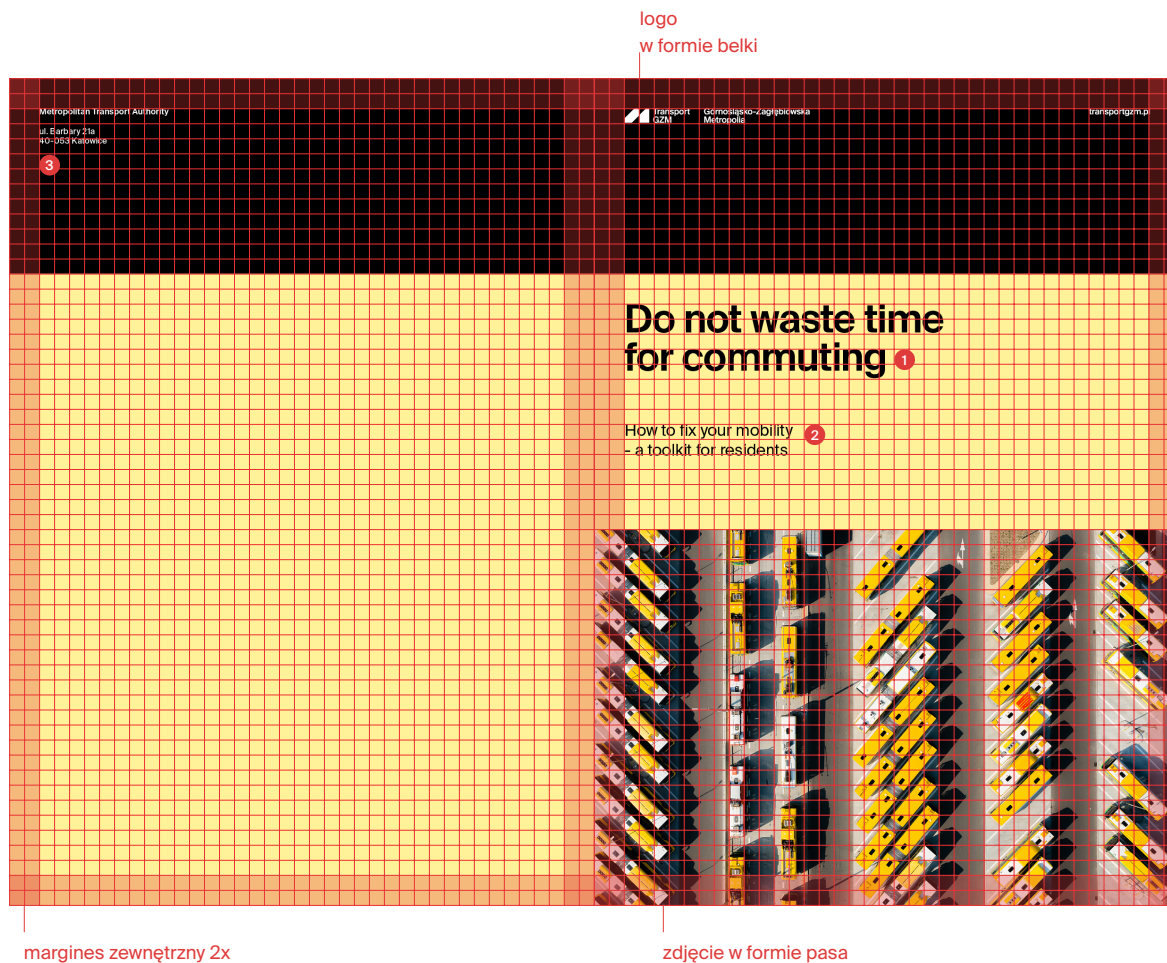 logo
w formie belki
Metropolitan Transport Authority
ul. Barbary 21a
40-053 Katowice
3
Transport
GZM
Górnośląsko-Zagłębiowska
Metropolia
transportgzm.pl
Do not waste time
for commuting
1
How to fix your mobility
- a toolkit for residents
2
margines zewnętrzny 2x
zdjęcie w formie pasa